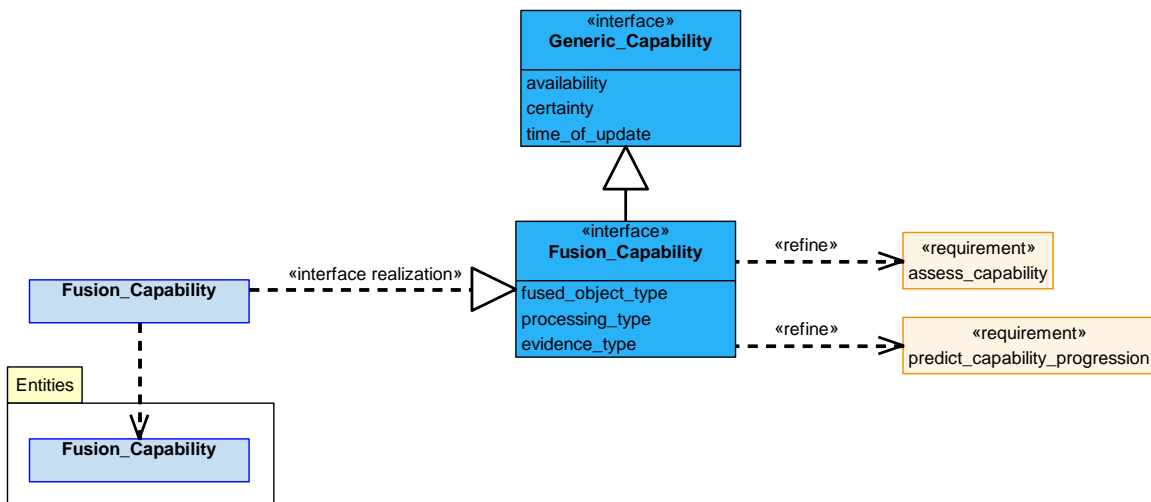 «interface»
Generic_Capability
availability
certainty
time_of_update
«interface»
Fusion_Capability
fused_object_type
processing_type
evidence_type
«refine»
«requirement»
assess_capability
«interface realization»
Fusion_Capability
«refine»
«requirement»
predict_capability_progression
Entities
Fusion_Capability